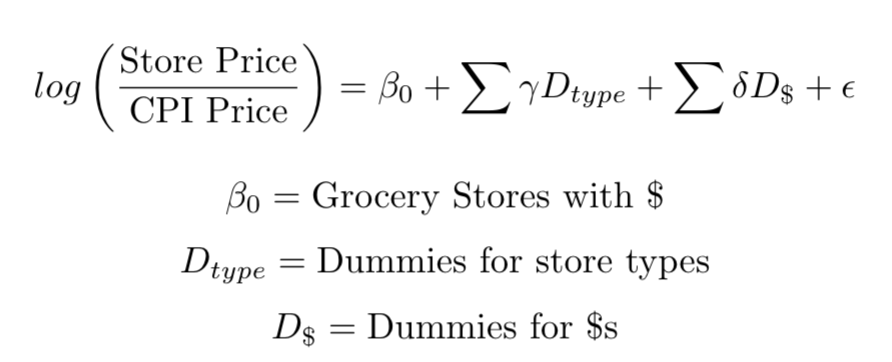 log(Store Price / CPI Price) = β₀ + ∑ γD_type + ∑ δD_$ + ϵ
β₀ = Grocery Stores with $
D_type = Dummies for store types
D_$ = Dummies for $s